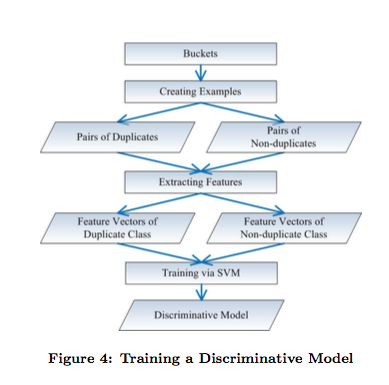 Buckets
Creating Examples
Pairs of Duplicates
Pairs of
Non-duplicates
Extracting Features
Feature Vectors of
Duplicate Class
Feature Vectors of
Non-duplicate Class
Training via SVM
Discriminative Model
Figure 4: Training a Discriminative Model